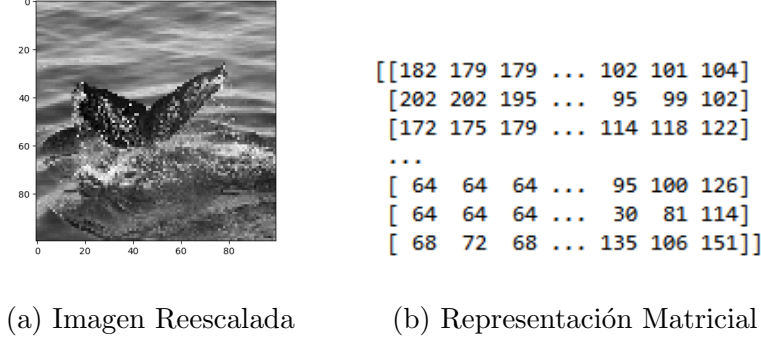 0
20
40
60
80
0 20 40 60 80
[[182 179 179 ... 102 101 104]
[202 202 195 ... 95 99 102]
[172 175 179 ... 114 118 122]
...
[ 64 64 64 ... 95 100 126]
[ 64 64 64 ... 30 81 114]
[ 68 72 68 ... 135 106 151]]
(a) Imagen Reescalada
(b) Representación Matricial